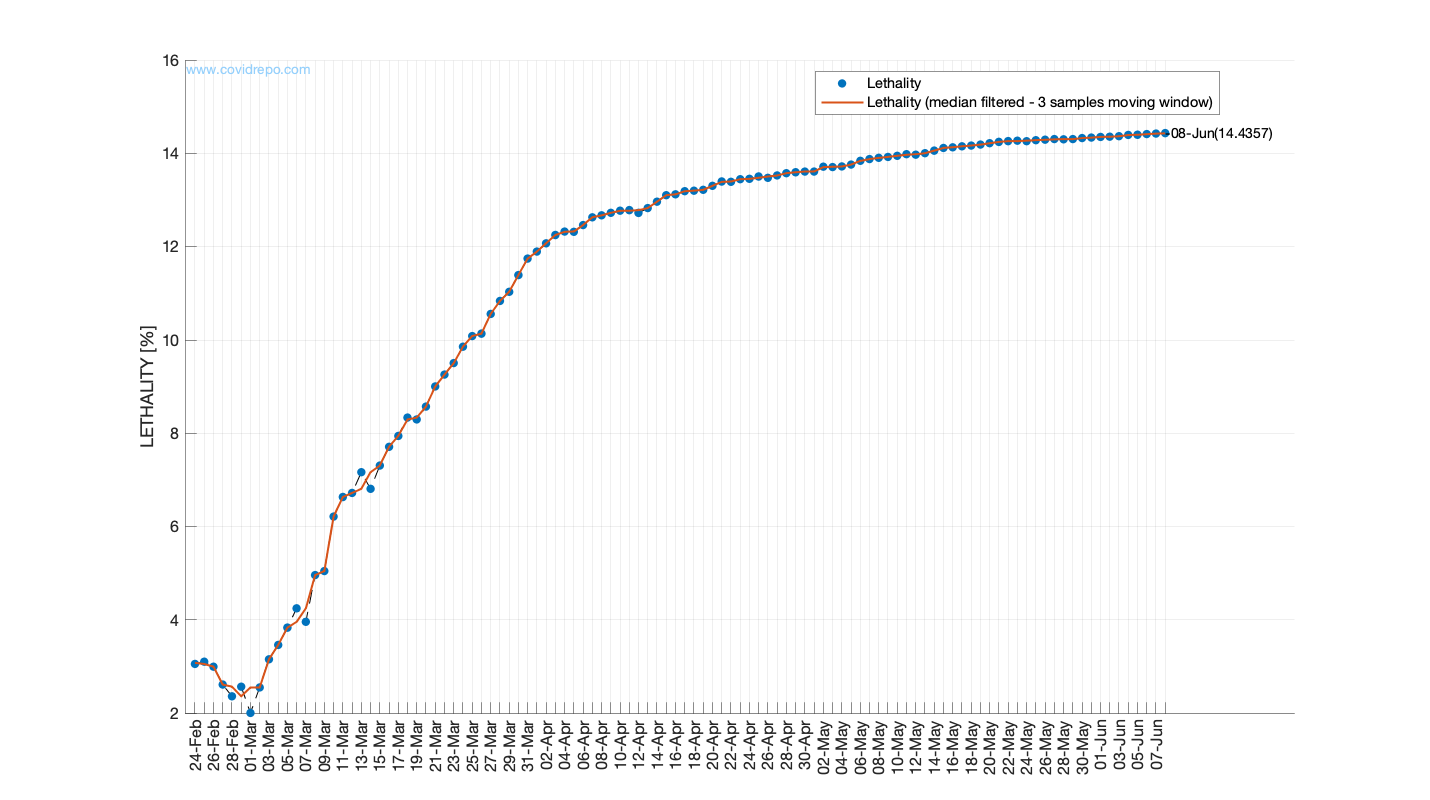 www.covidrepo.com
Lethality
Lethality (median filtered - 3 samples moving window)
08-Jun(14.4357)
LETHALITY [%]
16
14
12
10
8
6
4
2
24-Feb
26-Feb
28-Feb
01-Mar
03-Mar
05-Mar
07-Mar
09-Mar
11-Mar
13-Mar
15-Mar
17-Mar
19-Mar
21-Mar
23-Mar
25-Mar
27-Mar
29-Mar
31-Mar
02-Apr
04-Apr
06-Apr
08-Apr
10-Apr
12-Apr
14-Apr
16-Apr
18-Apr
20-Apr
22-Apr
24-Apr
26-Apr
28-Apr
30-Apr
02-May
04-May
06-May
08-May
10-May
12-May
14-May
16-May
18-May
20-May
22-May
24-May
26-May
28-May
30-May
01-Jun
03-Jun
05-Jun
07-Jun